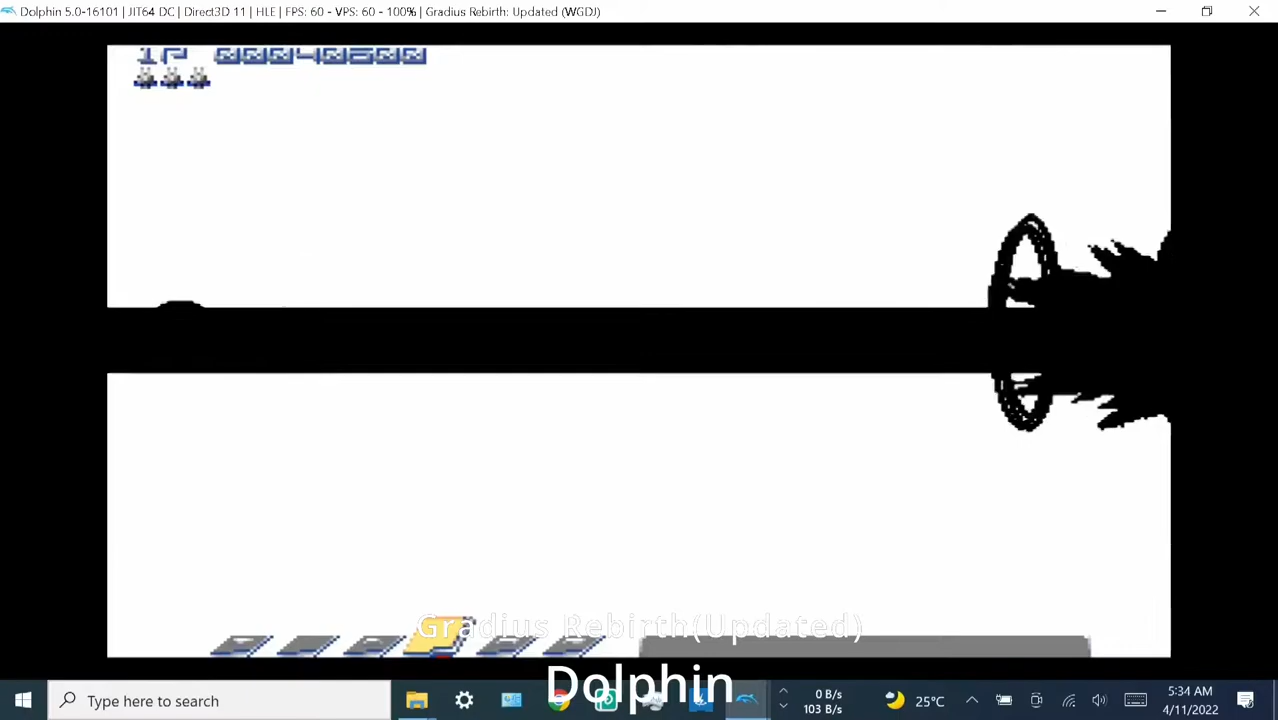 Dolphin 5.0-16101 | JIT64 DC | Direct3D 11 | HLE | FPS: 60 - VPS: 60 - 100% | Gradius Rebirth: Updated (WGDJ)
1P 00040600
Gradius Rebirth(Updated)
Dolphin
Type here to search
0 B/s
103 B/s
25°C
5:34 AM
4/11/2022